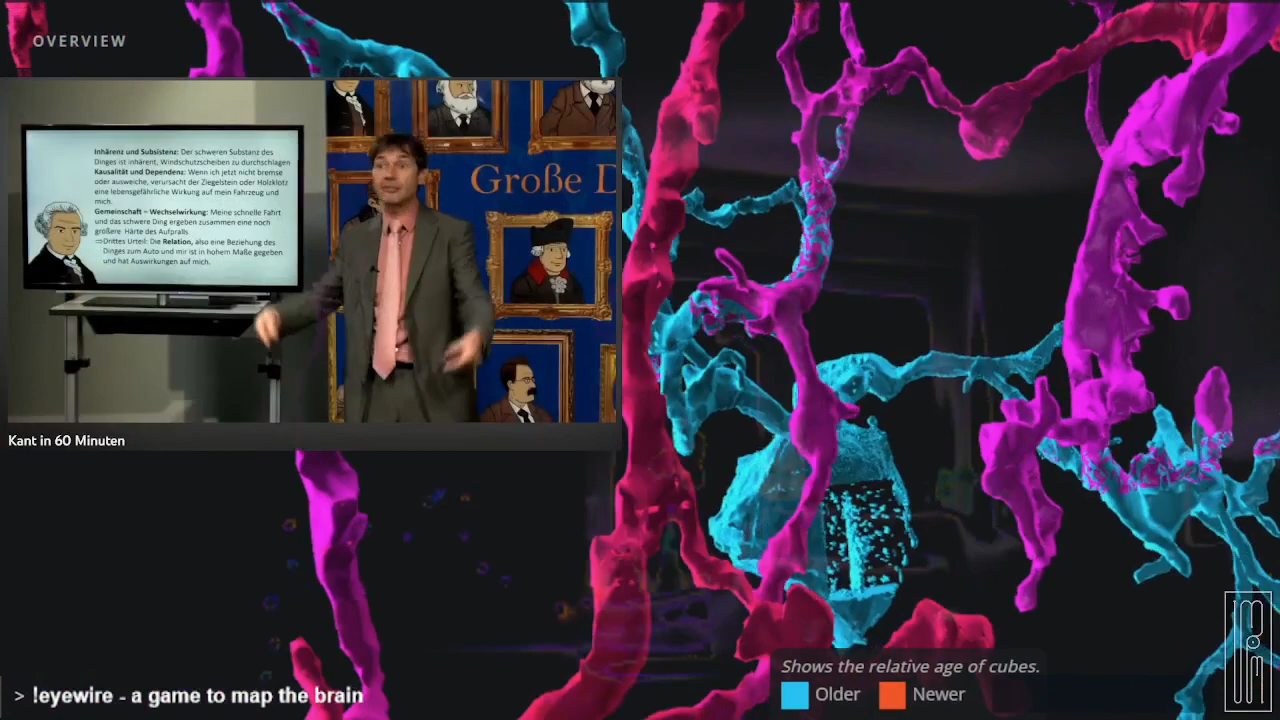 OVERVIEW
Inhärenz und Subsistenz: Der schweren Substanz des
Dinges ist inhärent, Windschutzscheiben zu durchschlagen
Kausalität und Dependenz: Wenn ich jetzt nicht bremse
oder ausweiche, verursacht der Ziegelstein oder Holzklotz
eine lebensgefährliche Wirkung auf mein Fahrzeug und
mich.
Gemeinschaft – Wechselwirkung: Meine schnelle Fahrt
und das schwere Ding ergeben zusammen eine noch
größere Härte des Aufpralls.
⇒Drittes Urteil: Die Relation, also eine Beziehung des
Dinges zum Auto und mir ist in hohem Maße gegeben
und hat Auswirkungen auf mich.
Große D
Kant in 60 Minuten
Shows the relative age of cubes.
Older Newer
> !eyewire - a game to map the brain